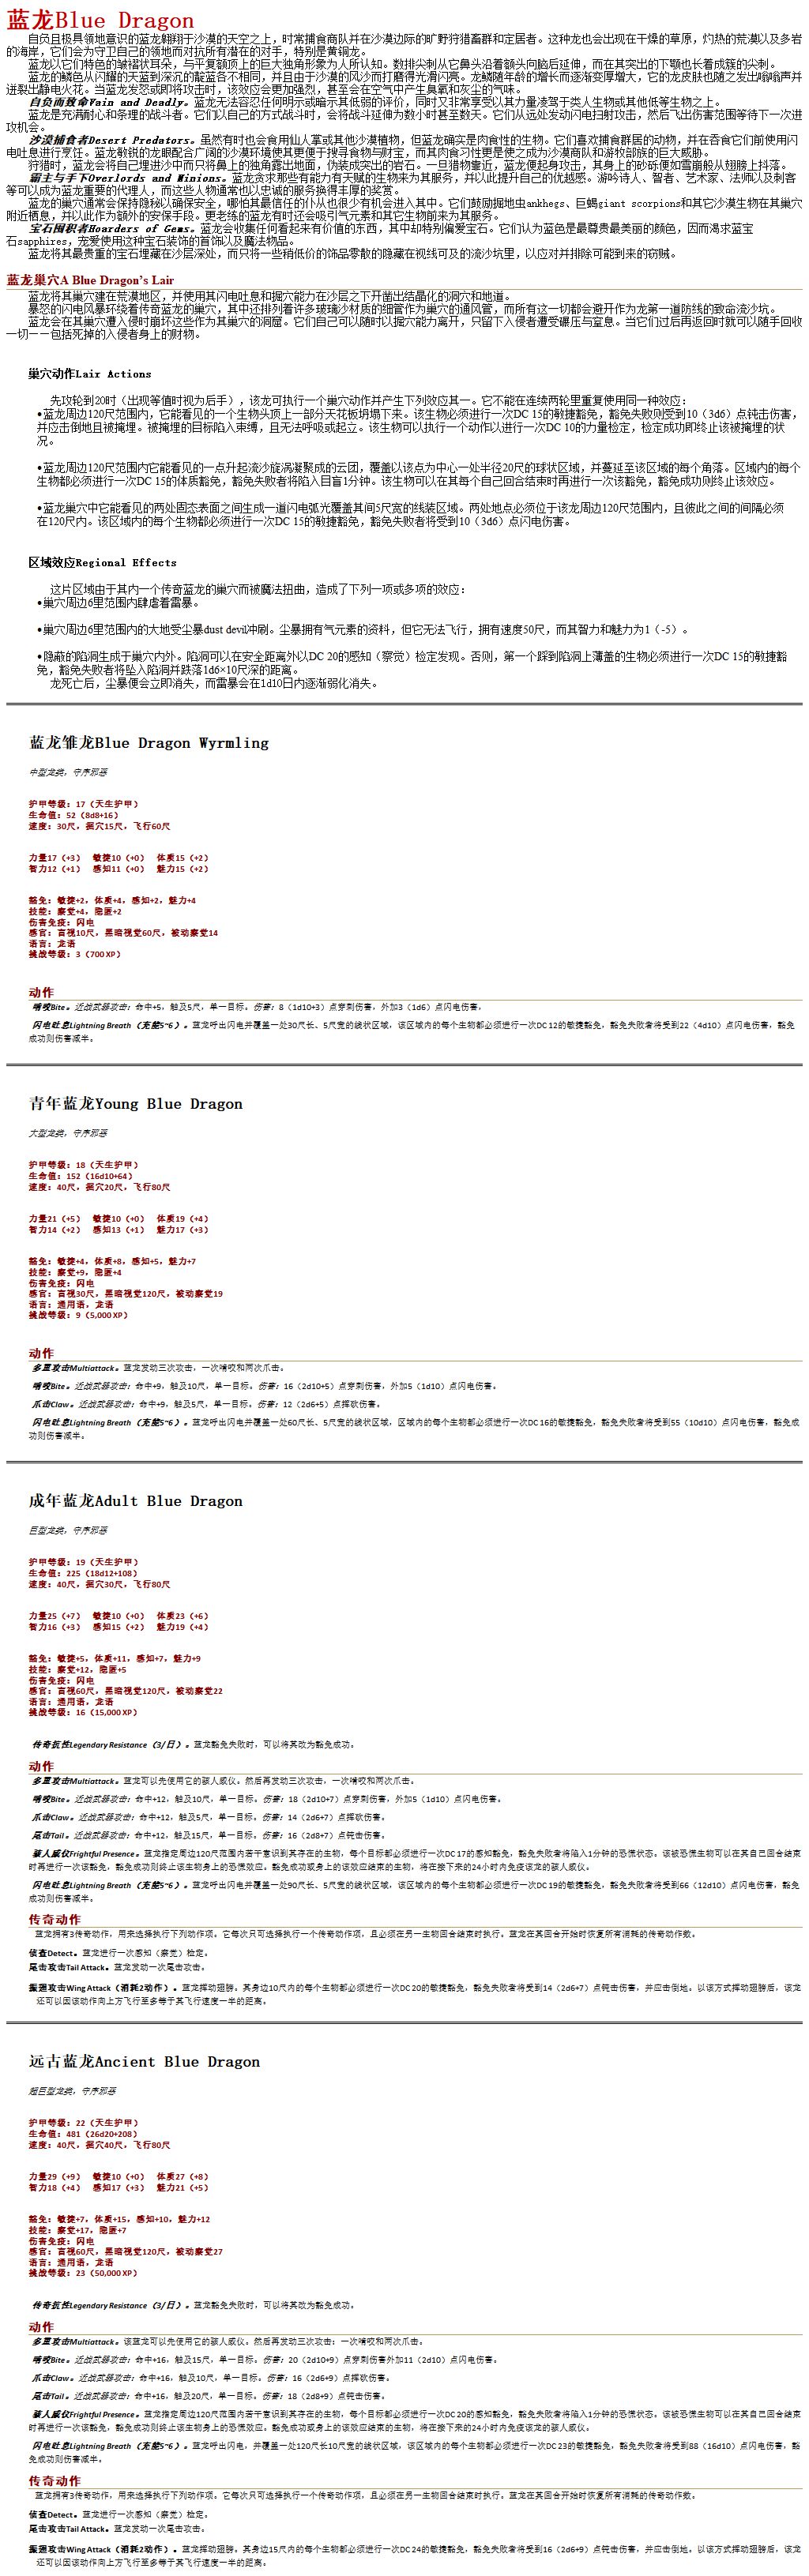 蓝龙Blue Dragon
自负且极具领地意识的蓝龙翱翔于沙漠的天空之上，时常捕食商队并在沙漠边际的旷野狩猎畜群和定居者。这种龙也会出现在干燥的草原，灼热的荒漠以及多岩
的海岸，它们会为守卫自己的领地而对抗所有潜在的对手，特别是黄铜龙。
蓝龙以它们特色的皱褶状耳朵，与平复额顶上的巨大独角形象为人所认知。数排尖刺从它鼻头沿着额头向脑后延伸，而在其突出的下颚也长着成簇的尖刺。
蓝龙的鳞色从闪耀的天蓝到深沉的靛蓝各不相同，并且由于沙漠的风沙而打磨得光滑闪亮。龙鳞随年龄的增长而逐渐变厚增大，它的龙皮肤也随之发出嗡嗡声并
迸裂出静电火花。当蓝龙发怒或即将攻击时，该效应会更加强烈，甚至会在空气中产生臭氧和灰尘的气味。
自负而致命Vain and Deadly。蓝龙无法容忍任何明示或暗示其低弱的评价，同时又非常享受以其力量凌驾于类人生物或其他低等生物之上。
蓝龙是充满耐心和条理的战斗者。它们以自己的方式战斗时，会将战斗延伸为数小时甚至数天。它们从远处发动闪电扫射攻击，然后飞出伤害范围等待下一次进
攻机会。
沙漠捕食者Desert Predators。虽然有时也会食用仙人掌或其他沙漠植物，但蓝龙确实是肉食性的生物。它们喜欢捕食群居的动物，并在吞食它们前使用闪
电吐息进行烹饪。蓝龙敏锐的龙眼配合广阔的沙漠环境使其更便于搜寻食物与财宝，而其肉食习性更是使之成为沙漠商队和游牧部族的巨大威胁。
狩猎时，蓝龙会将自己埋进沙中而只将鼻上的独角露出地面，伪装成突出的岩石。一旦猎物靠近，蓝龙便起身攻击，其身上的砂砾便如雪崩般从翅膀上抖落。
霸主与手下Overlords and Minions。蓝龙贪求那些有能力有天赋的生物来为其服务，并以此提升自己的优越感。游吟诗人、智者、艺术家、法师以及刺客
等可以成为蓝龙重要的代理人，而这些人物通常也以忠诚的服务换得丰厚的奖赏。
蓝龙的巢穴通常会保持隐秘以确保安全，哪怕其最信任的仆从也很少有机会进入其中。它们鼓励掘地虫ankhegs、巨蝎giant scorpions和其它沙漠生物在其巢穴
附近栖息，并以此作为额外的安保手段。更老练的蓝龙有时还会吸引气元素和其它生物前来为其服务。
宝石囤积者Hoarders of Gems。蓝龙会收集任何看起来有价值的东西，其中却特别偏爱宝石。它们认为蓝色是最尊贵最美丽的颜色，因而渴求蓝宝
石sapphires，宠爱使用这种宝石装饰的首饰以及魔法物品。
蓝龙将其最贵重的宝石埋藏在沙层深处，而只将一些稍低价的饰品零散的隐藏在视线可及的流沙坑里，以应对并排除可能到来的窃贼。
蓝龙巢穴A Blue Dragon's Lair
蓝龙将其巢穴建在荒漠地区，并使用其闪电吐息和掘穴能力在沙层之下开凿出结晶化的洞穴和地道。
暴怒的闪电风暴环绕着传奇蓝龙的巢穴，其中还排列着许多玻璃沙材质的细管作为巢穴的通风管，而所有这一切都会避开作为龙第一道防线的致命流沙坑。
蓝龙会在其巢穴遭入侵时崩坏这些作为其巢穴的洞窟。它们自己可以随时以掘穴能力离开，只留下入侵者遭受碾压与窒息。当它们过后再返回时就可以随手回收
一切——包括死掉的入侵者身上的财物。
巢穴动作Lair Actions
先攻轮到20时（出现等值时视为后手），该龙可执行一个巢穴动作并产生下列效应其一。它不能在连续两轮里重复使用同一种效应：
•蓝龙周边120尺范围内，它能看见的一个生物头顶上一部分天花板坍塌下来。该生物必须进行一次DC 15的敏捷豁免，豁免失败则受到10（3d6）点钝击伤害，
并应击倒地且被掩埋。被掩埋的目标陷入束缚，且无法呼吸或起立。该生物可以执行一个动作以进行一次DC 10的力量检定，检定成功即终止该被掩埋的状
况。
•蓝龙周边120尺范围内它能看见的一点升起流沙旋涡凝聚成的云团，覆盖以该点为中心一处半径20尺的球状区域，并蔓延至该区域的每个角落。区域内的每个
生物都必须进行一次DC 15的体质豁免，豁免失败者将陷入目盲1分钟。该生物可以在其每个自己回合结束时再进行一次该豁免，豁免成功则终止该效应。
•蓝龙巢穴中它能看见的两处固态表面之间生成一道闪电弧光覆盖其间5尺宽的线装区域。两处地点必须位于该龙周边120尺范围内，且彼此之间的间隔必须
在120尺内。该区域内的每个生物都必须进行一次DC 15的敏捷豁免，豁免失败者将受到10（3d6）点闪电伤害。
区域效应Regional Effects
这片区域由于其内一个传奇蓝龙的巢穴而被魔法扭曲，造成了下列一项或多项的效应：
•巢穴周边6里范围内肆虐着雷暴。
•巢穴周边6里范围内的大地受尘暴dust devil冲刷。尘暴拥有气元素的资料，但它无法飞行，拥有速度50尺，而其智力和魅力为1（-5）。
•隐蔽的陷洞生成于巢穴内外。陷洞可以在安全距离外以DC 20的感知（察觉）检定发现。否则，第一个踩到陷洞上薄盖的生物必须进行一次DC 15的敏捷豁
免，豁免失败者将坠入陷洞并跌落1d6×10尺深的距离。
龙死亡后，尘暴便会立即消失，而雷暴会在1d10日内逐渐弱化消失。
蓝龙雏龙Blue Dragon Wyrmling
中型龙类，守序邪恶
护甲等级：17（天生护甲）
生命值：52（8d8+16）
速度：30尺，掘穴15尺，飞行60尺
力量17（+3） 敏捷10（+0） 体质15（+2）
智力12（+1） 感知11（+0） 魅力15（+2）
豁免：敏捷+2，体质+4，感知+2，魅力+4
技能：察觉+4，隐匿+2
伤害免疫：闪电
感官：盲视10尺，黑暗视觉60尺，被动察觉14
语言：龙语
挑战等级：3（700 XP）
动作
啃咬Bite。近战武器攻击：命中+5，触及5尺，单一目标。伤害：8（1d10+3）点穿刺伤害，外加3（1d6）点闪电伤害，
闪电吐息Lightning Breath（充能5~6）。蓝龙呼出闪电并覆盖一处30尺长、5尺宽的线状区域，该区域内的每个生物都必须进行一次DC 12的敏捷豁免，豁免失败者将受到22（4d10）点闪电伤害，豁免
成功则伤害减半。
青年蓝龙Young Blue Dragon
大型龙类，守序邪恶
护甲等级：18（天生护甲）
生命值：152（16d10+64）
速度：40尺，掘穴20尺，飞行80尺
力量21（+5） 敏捷10（+0） 体质19（+4）
智力14（+2） 感知13（+1） 魅力17（+3）
豁免：敏捷+4，体质+8，感知+5，魅力+7
技能：察觉+9，隐匿+4
伤害免疫：闪电
感官：盲视30尺，黑暗视觉120尺，被动察觉19
语言：通用语，龙语
挑战等级：9（5,000 XP）
动作
多重攻击Multiattack。蓝龙发动三次攻击，一次啃咬和两次爪击。
啃咬Bite。近战武器攻击：命中+9，触及10尺，单一目标。伤害：16（2d10+5）点穿刺伤害，外加5（1d10）点闪电伤害。
爪击Claw。近战武器攻击：命中+9，触及5尺，单一目标。伤害：12（2d6+5）点挥砍伤害。
闪电吐息Lightning Breath（充能5~6）。蓝龙呼出闪电并覆盖一处60尺长、5尺宽的线状区域，区域内的每个生物都必须进行一次DC 16的敏捷豁免，豁免失败者将受到55（10d10）点闪电伤害，豁免成
功则伤害减半。
成年蓝龙Adult Blue Dragon
巨型龙类，守序邪恶
护甲等级：19（天生护甲）
生命值：225（18d12+108）
速度：40尺，掘穴30尺，飞行80尺
力量25（+7） 敏捷10（+0） 体质23（+6）
智力16（+3） 感知15（+2） 魅力19（+4）
豁免：敏捷+5，体质+11，感知+7，魅力+9
技能：察觉+12，隐匿+5
伤害免疫：闪电
感官：盲视60尺，黑暗视觉120尺，被动察觉22
语言：通用语，龙语
挑战等级：16（15,000 XP）
传奇抗性Legendary Resistance（3/日）。蓝龙豁免失败时，可以将其改为豁免成功。
动作
多重攻击Multiattack。蓝龙可以先使用它的骇人威仪。然后再发动三次攻击，一次啃咬和两次爪击。
啃咬Bite。近战武器攻击：命中+12，触及10尺，单一目标。伤害：18（2d10+7）点穿刺伤害，外加5（1d10）点闪电伤害。
爪击Claw。近战武器攻击：命中+12，触及5尺，单一目标。伤害：14（2d6+7）点挥砍伤害。
尾击Tail。近战武器攻击：命中+12，触及15尺，单一目标。伤害：16（2d8+7）点钝击伤害。
骇人威仪Frightful Presence。蓝龙指定周边120尺范围内若干意识到其存在的生物，每个目标都必须进行一次DC 17的感知豁免，豁免失败者将陷入1分钟的恐慌状态。该被恐慌生物可以在其自己回合结束
时再进行一次该豁免，豁免成功则终止该生物身上的恐慌效应。豁免成功或身上的该效应结束的生物，将在接下来的24小时内免疫该龙的骇人威仪。
闪电吐息Lightning Breath（充能5~6）。蓝龙呼出闪电并覆盖一处90尺长、5尺宽的线状区域，该区域内的每个生物都必须进行一次DC 19的敏捷豁免，豁免失败者将受到66（12d10）点闪电伤害，豁免
成功则伤害减半。
传奇动作
蓝龙拥有3传奇动作，用来选择执行下列动作项。它每次只可选择执行一个传奇动作项，且必须在另一生物回合结束时执行。蓝龙在其回合开始时恢复所有消耗的传奇动作数。
侦查Detect。蓝龙进行一次感知（察觉）检定。
尾击攻击Tail Attack。蓝龙发动一次尾击攻击。
振翅攻击Wing Attack（消耗2动作）。蓝龙挥动翅膀。其身边10尺内的每个生物都必须进行一次DC 20的敏捷豁免，豁免失败者将受到14（2d6+7）点钝击伤害，并应击倒地。以该方式挥动翅膀后，该龙
还可以因该动作向上方飞行至多等于其飞行速度一半的距离。
远古蓝龙Ancient Blue Dragon
超巨型龙类，守序邪恶
护甲等级：22（天生护甲）
生命值：481（26d20+208）
速度：40尺，掘穴40尺，飞行80尺
力量29（+9） 敏捷10（+0） 体质27（+8）
智力18（+4） 感知17（+3） 魅力21（+5）
豁免：敏捷+7，体质+15，感知+10，魅力+12
技能：察觉+17，隐匿+7
伤害免疫：闪电
感官：盲视60尺，黑暗视觉120尺，被动察觉27
语言：通用语，龙语
挑战等级：23（50,000 XP）
传奇抗性Legendary Resistance（3/日）。蓝龙豁免失败时，可以将其改为豁免成功。
动作
多重攻击Multiattack。该蓝龙可以先使用它的骇人威仪。然后再发动三次攻击：一次啃咬和两次爪击。
啃咬Bite。近战武器攻击：命中+16，触及15尺，单一目标。伤害：20（2d10+9）点穿刺伤害外加11（2d10）点闪电伤害。
爪击Claw。近战武器攻击：命中+16，触及10尺，单一目标。伤害：16（2d6+9）点挥砍伤害。
尾击Tail。近战武器攻击：命中+16，触及20尺，单一目标。伤害：18（2d8+9）点钝击伤害。
骇人威仪Frightful Presence。蓝龙指定周边120尺范围内若干意识到其存在的生物，每个目标都必须进行一次DC 20的感知豁免，豁免失败者将陷入1分钟的恐慌状态。该被恐慌生物可以在其自己回合结束
时再进行一次该豁免，豁免成功则终止该生物身上的恐慌效应。豁免成功或身上的该效应结束的生物，将在接下来的24小时内免疫该龙的骇人威仪。
闪电吐息Lightning Breath（充能5~6）。蓝龙呼出闪电，并覆盖一处120尺长10尺宽的线状区域，该区域内的每个生物都必须进行一次DC 23的敏捷豁免，豁免失败者将受到88（16d10）点闪电伤害，豁
免成功则伤害减半。
传奇动作
蓝龙拥有3传奇动作，用来选择执行下列动作项。它每次只可选择执行一个传奇动作项，且必须在另一生物回合结束时执行。蓝龙在其回合开始时恢复所有消耗的传奇动作数。
侦查Detect。蓝龙进行一次感知（察觉）检定。
尾击攻击Tail Attack。蓝龙发动一次尾击攻击。
振翅攻击Wing Attack（消耗2动作）。蓝龙挥动翅膀。其身边15尺内的每个生物都必须进行一次DC 24的敏捷豁免，豁免失败者将受到16（2d6+9）点钝击伤害，并应击倒地。以该方式挥动翅膀后，该龙
还可以因该动作向上方飞行至多等于其飞行速度一半的距离。